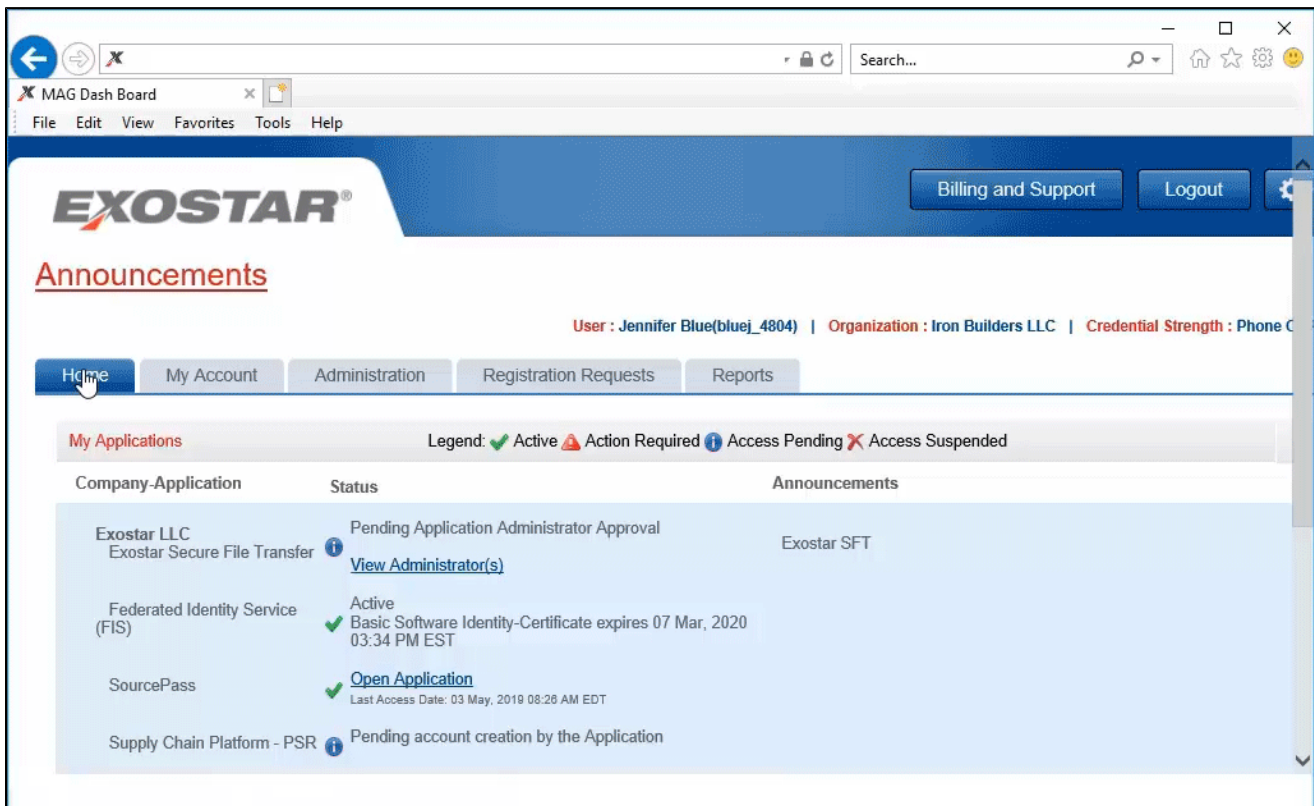 Search...
MAG Dash Board
File Edit View Favorites Tools Help
EXOSTAR®
Billing and Support Logout
Announcements
User : Jennifer Blue(bluej_4804) | Organization : Iron Builders LLC | Credential Strength : Phone
Home My Account Administration Registration Requests Reports
My Applications Legend: Active Action Required Access Pending Access Suspended
Company-Application Status Announcements
Exostar LLC
Exostar Secure File Transfer
Pending Application Administrator Approval
View Administrator(s)
Exostar SFT
Federated Identity Service
(FIS)
Active
Basic Software Identity-Certificate expires 07 Mar, 2020
03:34 PM EST
SourcePass
Open Application
Last Access Date: 03 May, 2019 08:26 AM EDT
Supply Chain Platform - PSR
Pending account creation by the Application